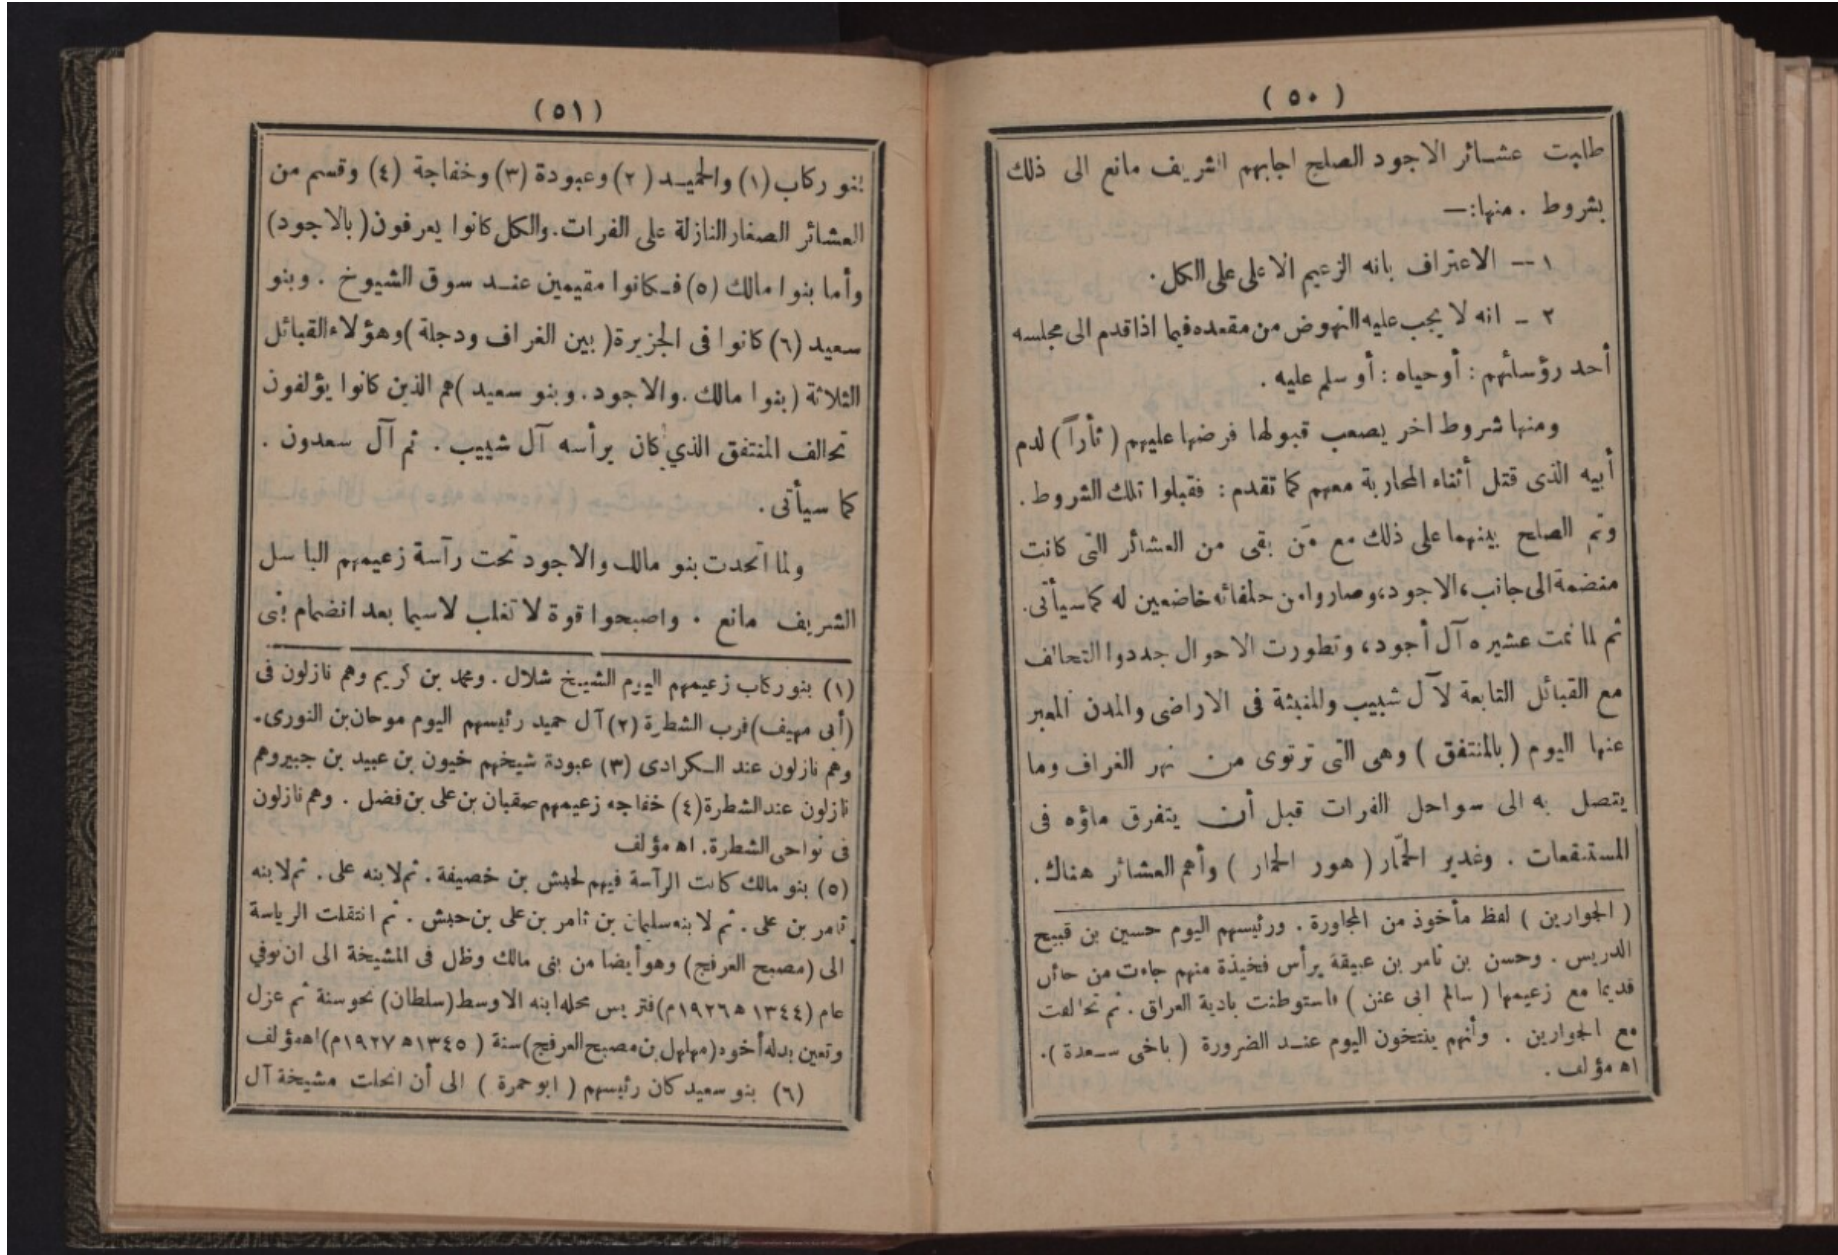 ( ٥٠ )
طلبت عشائر الاجود الصلح اجابهم الشريف مانع الى ذلك
بشروط . منها :—
١ — الاعتراف بانه الزعيم الاعلى على الكل .
٢ — انه لا يجب عليه النهوض من مقعده فيما اذا قدم الى مجلسه
أحد رؤسائهم : أو حياه : أو سلم عليه .
ومنها شروط اخر يصعب قبولها فرضها عليهم ( ثأراً ) لدم
أبيه الذى قتل أثناء المحاربة معهم كما تقدم : فقبلوا تلك الشروط .
وتم الصلح بينهما على ذلك مع من بقى من العشائر التى كانت
منضمة الى جانب ، الاجود ، وصاروا من حلفائه خاضعين له كما سيأتى .
ثم لما نمت عشيره آل أجود ، وتطورت الاحوال جددوا التحالف
مع القبائل التابعة لآل شبيب والمنبثة فى الاراضى والمدن المعبر
عنها اليوم ( بالمنتفق ) وهى التى ترتوى من نهر الغراف وما
يتصل به الى سواحل الفرات قبل أن يتفرق ماؤه فى
المستنقعات . وغدير الحمّار ( هور الحمار ) وأهم العشائر هناك .
( الجوارين ) لفظ مأخوذ من المجاورة . ورئيسهم اليوم حسين بن قبيح
الدريس . وحسن بن ثامر بن عبيقة يرأس فخيذة منهم جاءت من حائل
قديما مع زعيمها ( سالم ابى عنن ) فاستوطنت بادية العراق . ثم تحالفت
مع الجوارين . وأنهم ينتخون اليوم عند الضرورة ( باخى سعدة ) .
اه مؤلف .
( ٥١ )
بنو ركاب (١) والحميد (٢) وعبودة (٣) وخفاجة (٤) وقسم من
العشائر الصغار النازلة على الفرات . والكل كانوا يعرفون ( بالاجود )
وأما بنوا مالك (٥) فكانوا مقيمين عند سوق الشيوخ . وبنو
سعيد (٦) كانوا فى الجزيرة ( بين الغراف ودجلة ) وهؤلاء القبائل
الثلاثة ( بنوا مالك . والاجود . وبنو سعيد ) هم الذين كانوا يؤلفون
تحالف المنتفق الذي كان يرأسه آل شبيب . ثم آل سعدون .
كما سيأتى .
ولما اتحدت بنو مالك والاجود تحت رآسة زعيمهم الباسل
الشريف مانع . واصبحوا قوة لا تغلب لاسيما بعد انضمام بنى
(١) بنو ركاب زعيمهم اليوم الشيخ شلال . ومحمد بن كريم وهم نازلون فى
(أبى مهيف) قرب الشطرة (٢) آل حميد رئيسهم اليوم موحان بن النورى .
وهم نازلون عند الكرادى (٣) عبودة شيخهم خيون بن عبيد بن جبير وهم
نازلون عند الشطرة (٤) خفاجه زعيمهم صقبان بن على بن فضل . وهم نازلون
فى نواحى الشطرة . اه مؤلف
(٥) بنو مالك كانت الرآسة فيهم لحبش بن خصيفة . ثم لابنه على . ثم لابنه
ثامر بن على . ثم لابنه سليمان بن ثامر بن على بن حبش . ثم انتقلت الرياسة
الى (مصبح العرفج) وهو أيضا من بنى مالك وظل فى المشيخة الى ان توفي
عام (١٣٤٤ ه ١٩٢٦م) فتريس محله ابنه الاوسط (سلطان) نحو سنة ثم عزل
وتعين بدله أخوه (مهلهل بن مصبح العرفج) سنة (١٣٤٥ ه ١٩٢٧م) اه مؤلف
(٦) بنو سعيد كان رئيسهم ( ابو حمرة ) الى أن انحلت مشيخة آل